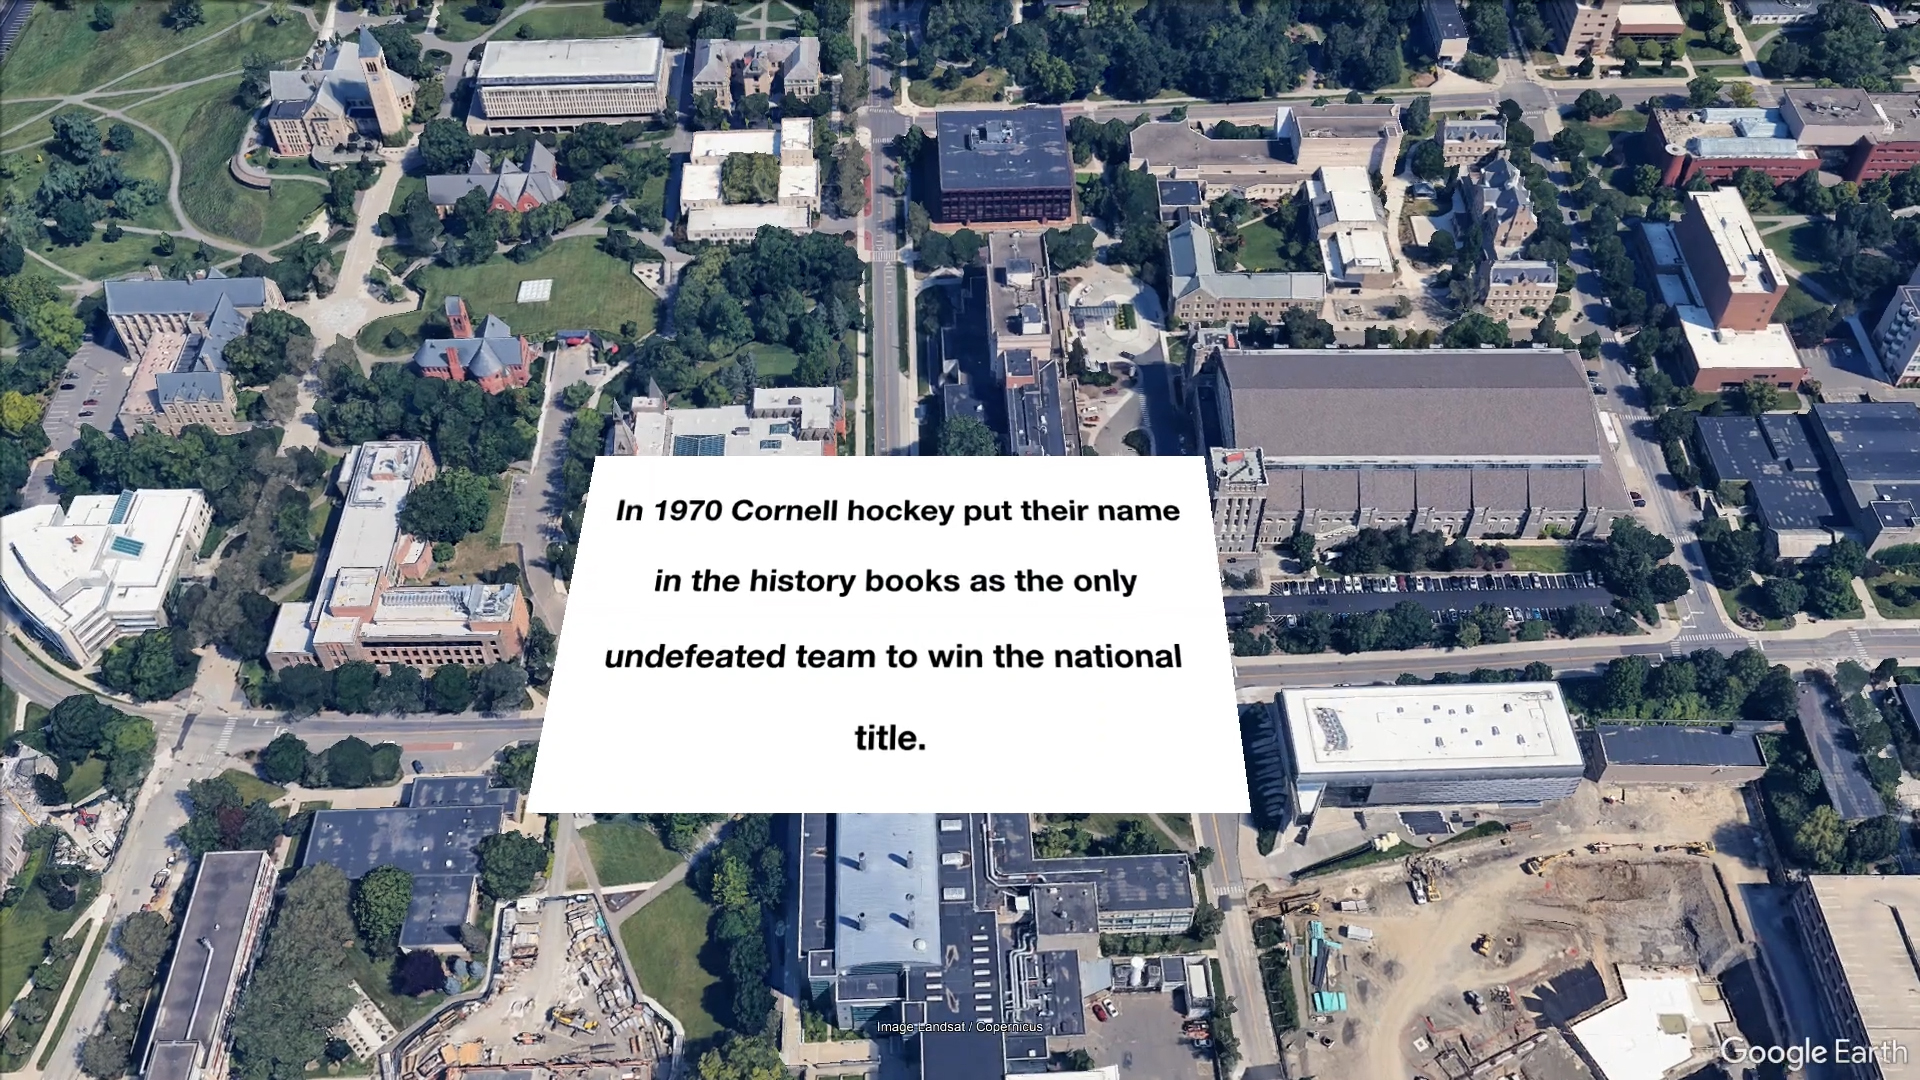 In 1970 Cornell hockey put their name
in the history books as the only
undefeated team to win the national
title.
Image Landsat / Copernicus
Google Earth